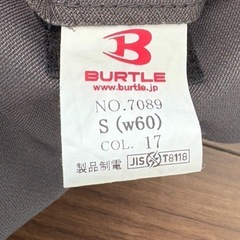 BURTLE
www.burtle.jp
NO.7089
S (w60)
COL. 17
製品制電 JIS T8118